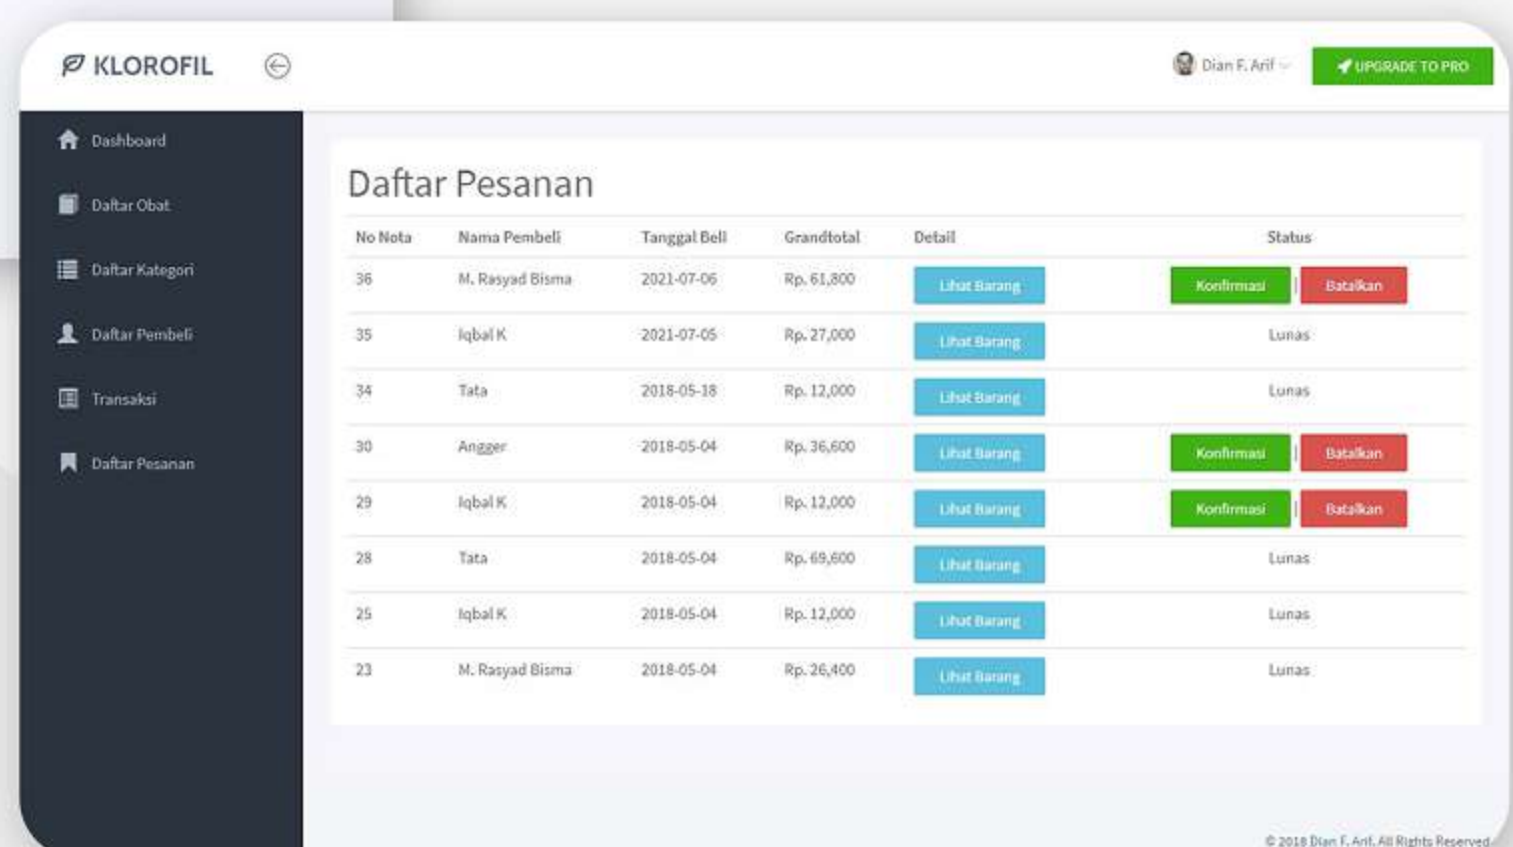 KLOROFIL
Dian F. Arif
UPGRADE TO PRO
Dashboard
Daftar Obat
Daftar Kategori
Daftar Pembeli
Transaksi
Daftar Pesanan
Daftar Pesanan
No Nota Nama Pembeli Tanggal Beli Grandtotal Detail Status
36 M. Rasyad Bisma 2021-07-06 Rp. 61,800 Lihat Barang Konfirmasi | Batalkan
35 Iqbal K 2021-07-05 Rp. 27,000 Lihat Barang Lunas
34 Tata 2018-05-18 Rp. 12,000 Lihat Barang Lunas
30 Angger 2018-05-04 Rp. 36,600 Lihat Barang Konfirmasi | Batalkan
29 Iqbal K 2018-05-04 Rp. 12,000 Lihat Barang Konfirmasi | Batalkan
28 Tata 2018-05-04 Rp. 69,600 Lihat Barang Lunas
25 Iqbal K 2018-05-04 Rp. 12,000 Lihat Barang Lunas
23 M. Rasyad Bisma 2018-05-04 Rp. 26,400 Lihat Barang Lunas
© 2018 Dian F. Arif. All Rights Reserved.